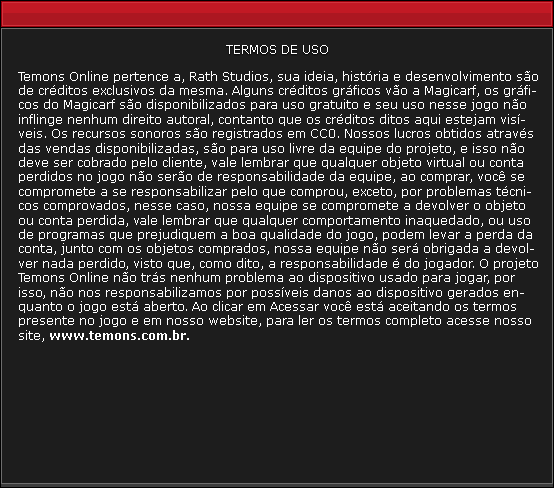 TERMOS DE USO
Temons Online pertence a, Rath Studios, sua ideia, história e desenvolvimento são
de créditos exclusivos da mesma. Alguns créditos gráficos vão a Magicarf, os gráfi-
cos do Magicarf são disponibilizados para uso gratuito e seu uso nesse jogo não
inflinge nenhum direito autoral, contanto que os créditos ditos aqui estejam visí-
veis. Os recursos sonoros são registrados em CC0. Nossos lucros obtidos através
das vendas disponibilizadas, são para uso livre da equipe do projeto, e isso não
deve ser cobrado pelo cliente, vale lembrar que qualquer objeto virtual ou conta
perdidos no jogo não serão de responsabilidade da equipe, ao comprar, você se
compromete a se responsabilizar pelo que comprou, exceto, por problemas técni-
cos comprovados, nesse caso, nossa equipe se compromete a devolver o objeto
ou conta perdida, vale lembrar que qualquer comportamento inaquedado, ou uso
de programas que prejudiquem a boa qualidade do jogo, podem levar a perda da
conta, junto com os objetos comprados, nossa equipe não será obrigada a devol-
ver nada perdido, visto que, como dito, a responsabilidade é do jogador. O projeto
Temons Online não trás nenhum problema ao dispositivo usado para jogar, por
isso, não nos responsabilizamos por possíveis danos ao dispositivo gerados en-
quanto o jogo está aberto. Ao clicar em Acessar você está aceitando os termos
presente no jogo e em nosso website, para ler os termos completo acesse nosso
site, www.temons.com.br.